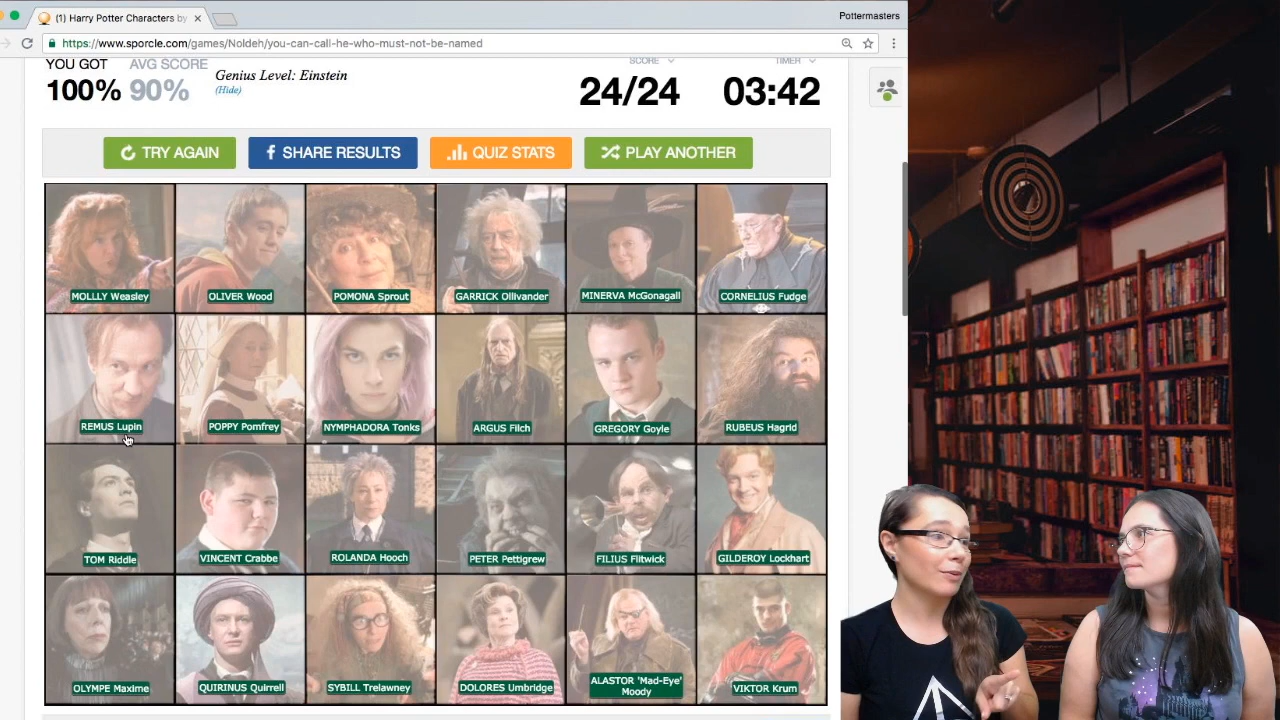 (1) Harry Potter Characters by
Pottermasters
https://www.sporcle.com/games/Noldeh/you-can-call-he-who-must-not-be-named
YOU GOT
AVG SCORE
Genius Level: Einstein
SCORE
TIMER
100%
90%
(Hide)
24/24
03:42
TRY AGAIN
f SHARE RESULTS
QUIZ STATS
PLAY ANOTHER
MOLLLY Weasley
OLIVER Wood
POMONA Sprout
GARRICK Ollivander
MINERVA McGonagall
CORNELIUS Fudge
REMUS Lupin
POPPY Pomfrey
NYMPHADORA Tonks
ARGUS Filch
GREGORY Goyle
RUBEUS Hagrid
TOM Riddle
VINCENT Crabbe
ROLANDA Hooch
PETER Pettigrew
FILIUS Flitwick
GILDEROY Lockhart
OLYMPE Maxime
QUIRINUS Quirrell
SYBILL Trelawney
DOLORES Umbridge
ALASTOR 'Mad-Eye'
Moody
VIKTOR Krum